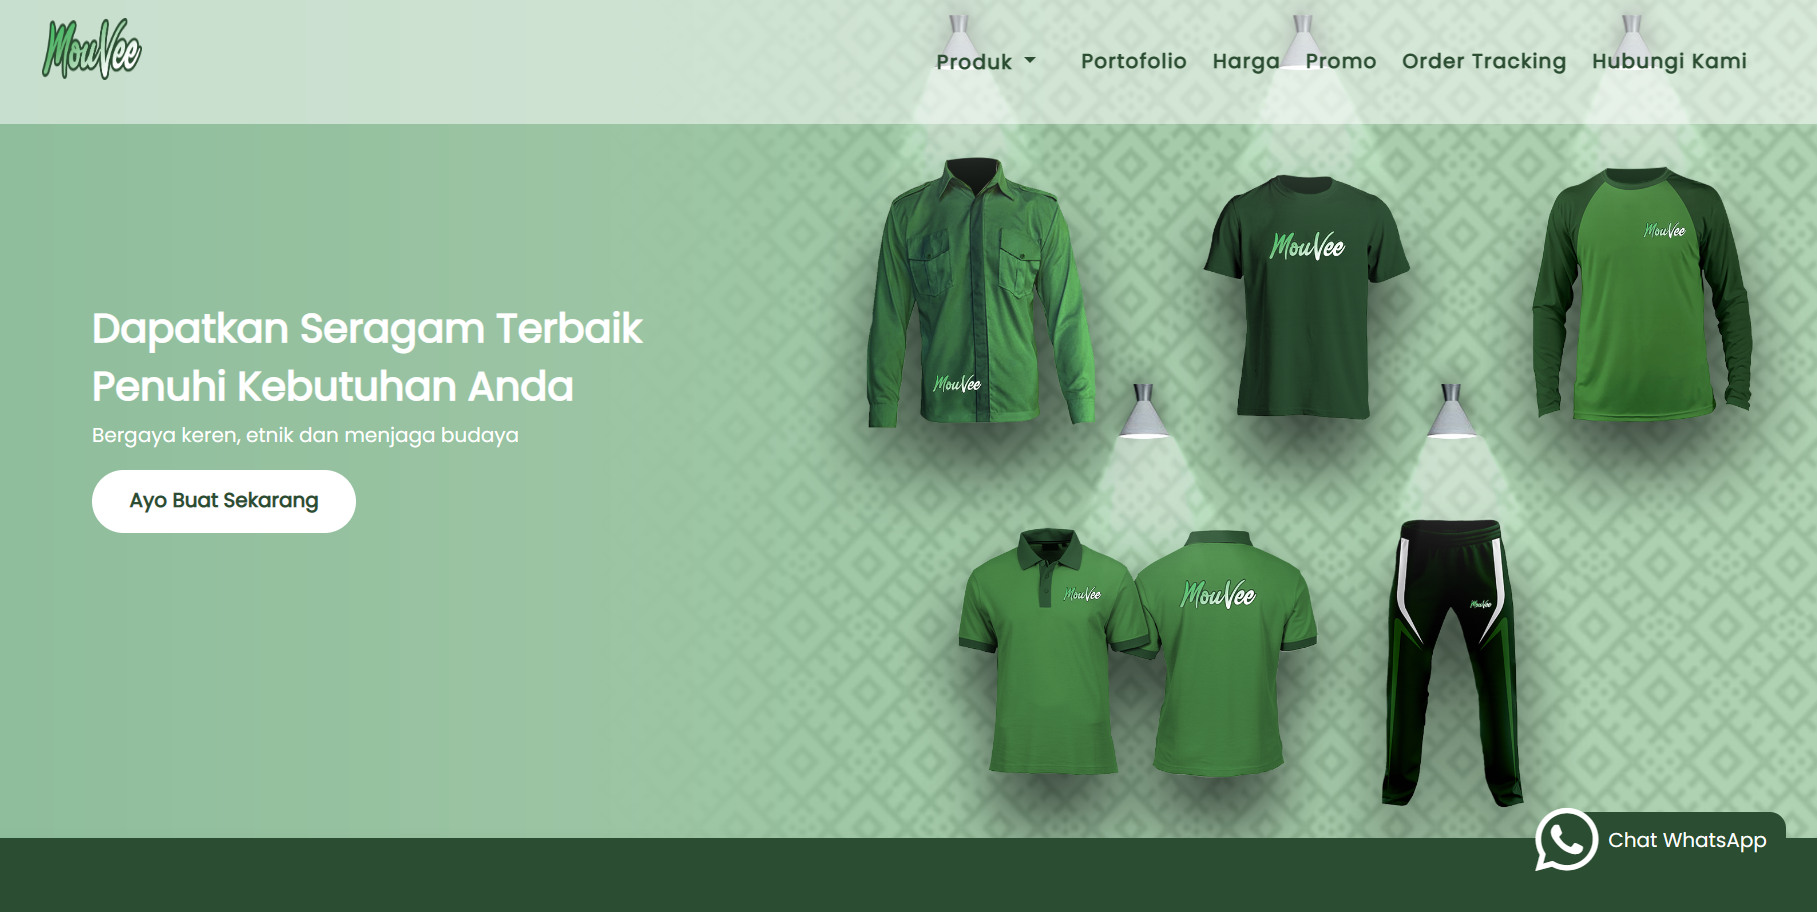 MouVee
Produk
Portofolio
Harga
Promo
Order Tracking
Hubungi Kami
Dapatkan Seragam Terbaik
Penuhi Kebutuhan Anda
Bergaya keren, etnik dan menjaga budaya
Ayo Buat Sekarang
MouVee
MouVee
MouVee
MouVee
MouVee
MouVee
Chat WhatsApp